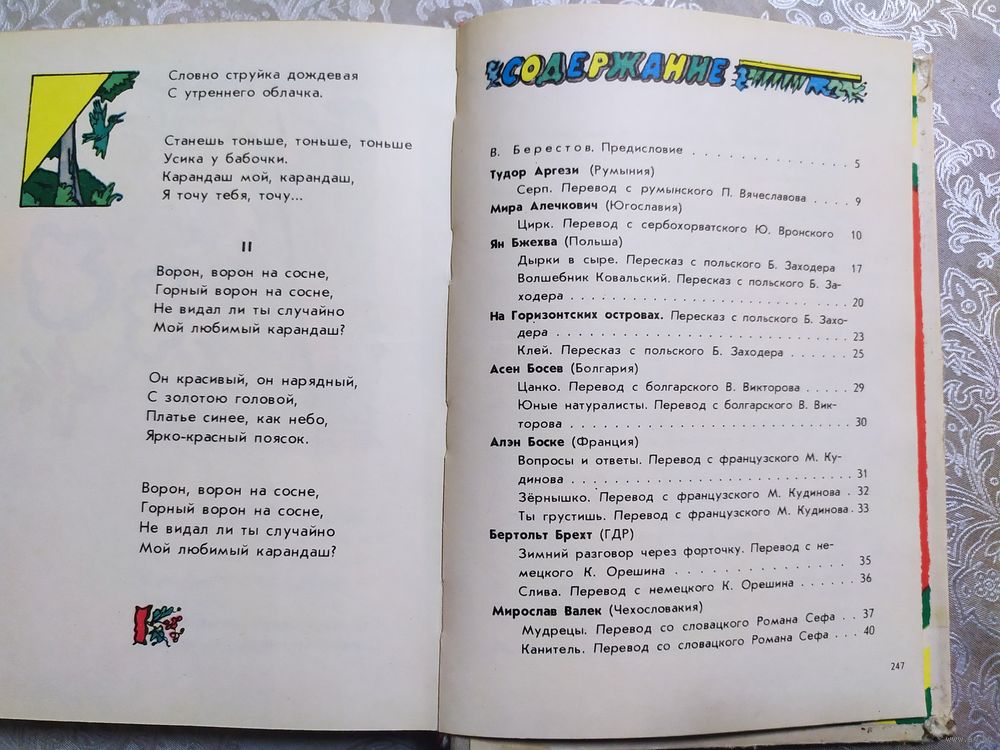 Словно струйка дождевая
С утреннего облачка.
Станешь тоньше, тоньше, тоньше
Усика у бабочки.
Карандаш мой, карандаш,
Я точу тебя, точу...
II
Ворон, ворон на сосне,
Горный ворон на сосне,
Не видал ли ты случайно
Мой любимый карандаш?
Он красивый, он нарядный,
С золотою головой,
Платье синее, как небо,
Ярко-красный поясок.
Ворон, ворон на сосне,
Горный ворон на сосне,
Не видал ли ты случайно
Мой любимый карандаш?
СОДЕРЖАНИЕ
В. Берестов. Предисловие . . . . . . . . . . . . 5
Тудор Аргези (Румыния)
Серп. Перевод с румынского П. Вячеславова . . . . 9
Мира Алечкович (Югославия)
Цирк. Перевод с сербохорватского Ю. Вронского 10
Ян Бжехва (Польша)
Дырки в сыре. Пересказ с польского Б. Заходера 17
Волшебник Ковальский. Пересказ с польского Б. За-
ходера . . . . . . . . . . . . . . . . . . . . 20
На Горизонтских островах. Пересказ с польского Б. Захо-
дера . . . . . . . . . . . . . . . . . . . . . 23
Клей. Пересказ с польского Б. Заходера . . . . . 25
Асен Босев (Болгария)
Цанко. Перевод с болгарского В. Викторова . . . . . 29
Юные натуралисты. Перевод с болгарского В. Вик-
торова . . . . . . . . . . . . . . . . . . . . 30
Алэн Боске (Франция)
Вопросы и ответы. Перевод с французского М. Ку-
динова . . . . . . . . . . . . . . . . . . . . 31
Зёрнышко. Перевод с французского М. Кудинова . 32
Ты грустишь. Перевод с французского М. Кудинова . 33
Бертольт Брехт (ГДР)
Зимний разговор через форточку. Перевод с не-
мецкого К. Орешина . . . . . . . . . . . . . . 35
Слива. Перевод с немецкого К. Орешина . . . . . . 36
Мирослав Валек (Чехословакия)
Мудрецы. Перевод со словацкого Романа Сефа . . . 37
Канитель. Перевод со словацкого Романа Сефа . . . 40
247